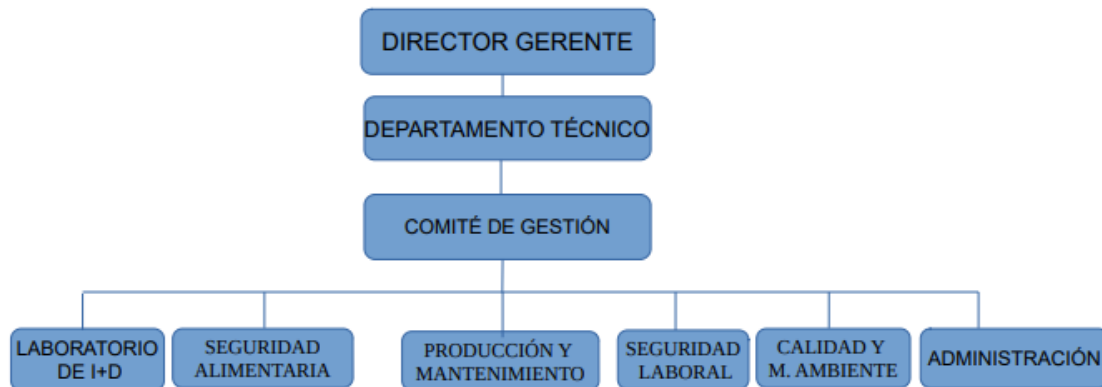 DIRECTOR GERENTE
DEPARTAMENTO TÉCNICO
COMITÉ DE GESTIÓN
LABORATORIO
DE I+D
SEGURIDAD
ALIMENTARIA
PRODUCCIÓN Y
MANTENIMIENTO
SEGURIDAD
LABORAL
CALIDAD Y
M. AMBIENTE
ADMINISTRACIÓN